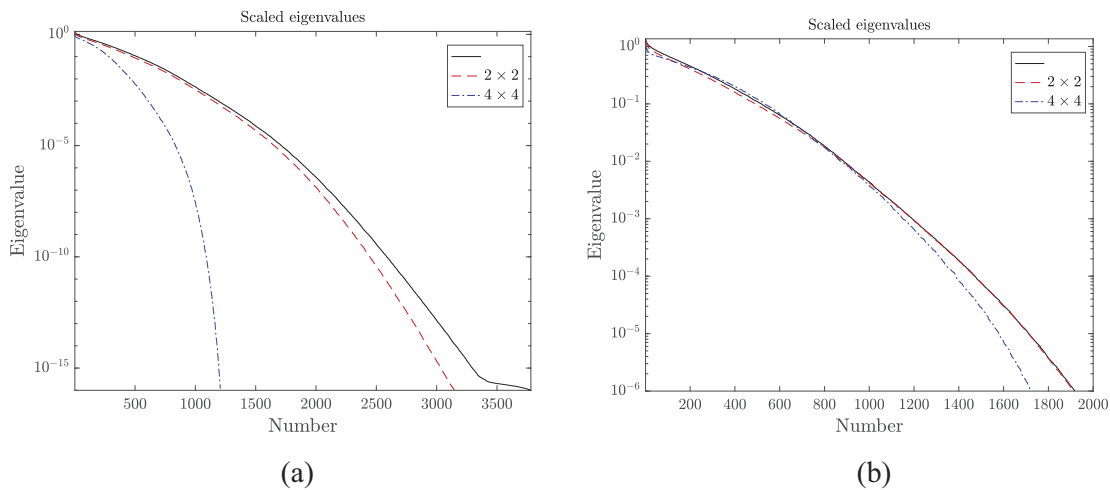 Scaled eigenvalues
10^0
10^-5
10^-10
10^-15
Eigenvalue
2 × 2
4 × 4
500 1000 1500 2000 2500 3000 3500
Number
(a)
Scaled eigenvalues
10^0
10^-1
10^-2
10^-3
10^-4
10^-5
10^-6
Eigenvalue
2 × 2
4 × 4
200 400 600 800 1000 1200 1400 1600 1800 2000
Number
(b)